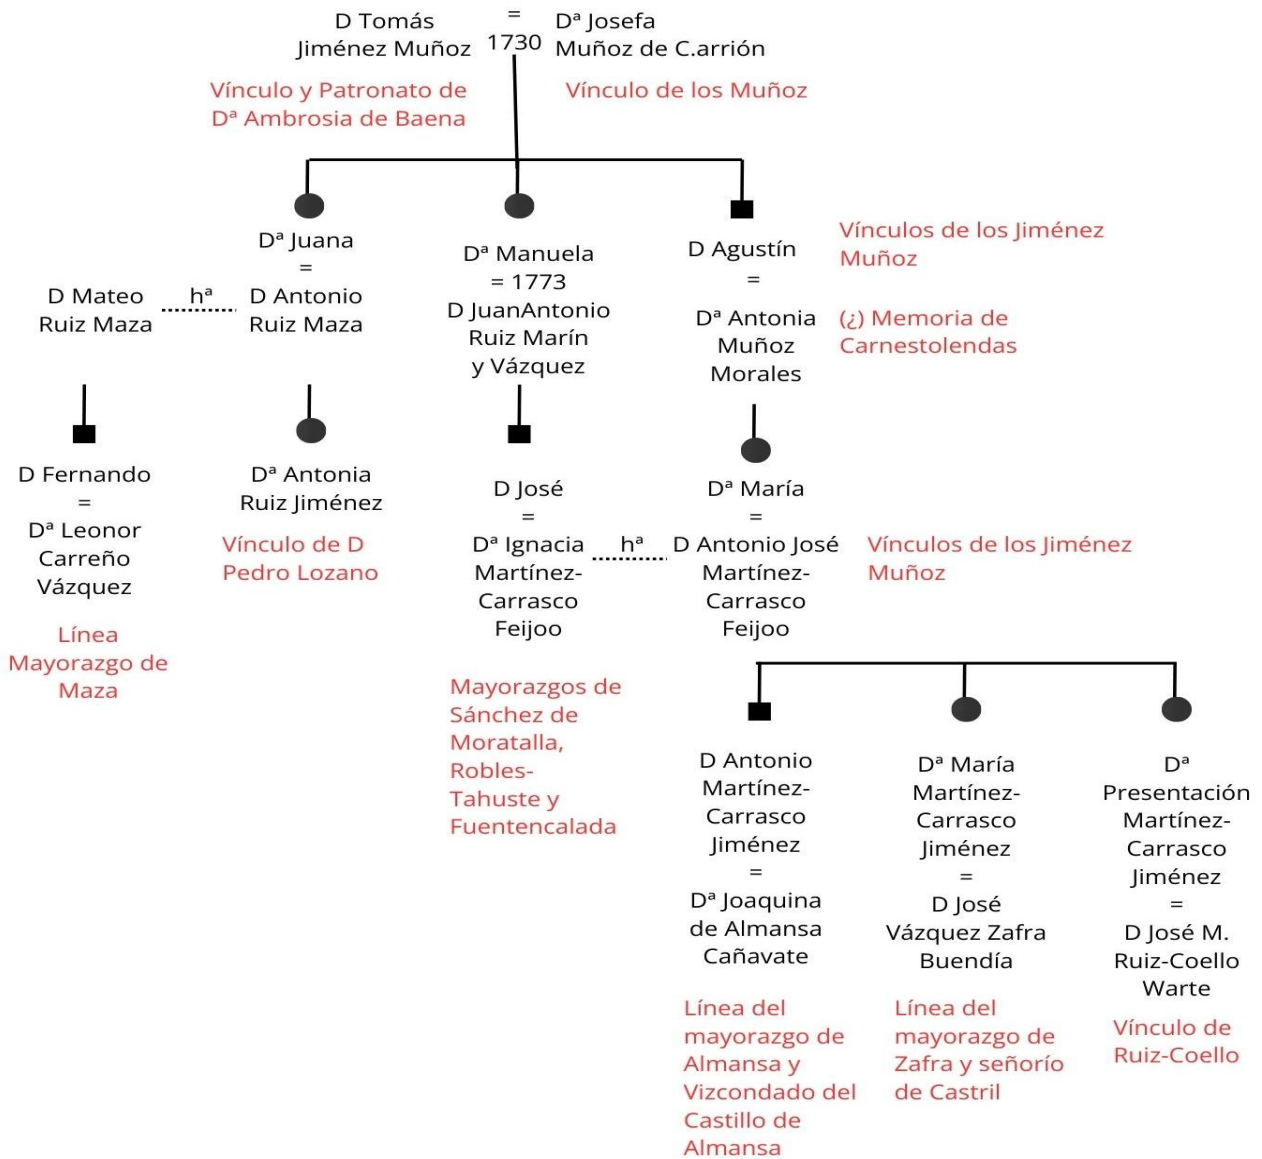 D Tomás
Jiménez Muñoz
=
1730
Dª Josefa
Muñoz de C.arrión
Vínculo y Patronato de
Dª Ambrosia de Baena
Vínculo de los Muñoz
Dª Juana
=
D Antonio
Ruiz Maza
D Mateo
Ruiz Maza
hª
Dª Manuela
= 1773
D JuanAntonio
Ruiz Marín
y Vázquez
D Agustín
=
Dª Antonia
Muñoz
Morales
Vínculos de los Jiménez
Muñoz
(¿) Memoria de
Carnestolendas
D Fernando
=
Dª Leonor
Carreño
Vázquez
Línea
Mayorazgo de
Maza
Dª Antonia
Ruiz Jiménez
Vínculo de D
Pedro Lozano
D José
=
Dª Ignacia
Martínez-
Carrasco
Feijoo
hª
Mayorazgos de
Sánchez de
Moratalla,
Robles-
Tahuste y
Fuentencalada
Dª María
=
D Antonio José
Martínez-
Carrasco
Feijoo
Vínculos de los Jiménez
Muñoz
D Antonio
Martínez-
Carrasco
Jiménez
=
Dª Joaquina
de Almansa
Cañavate
Línea del
mayorazgo de
Almansa y
Vizcondado del
Castillo de
Almansa
Dª María
Martínez-
Carrasco
Jiménez
=
D José
Vázquez Zafra
Buendía
Línea del
mayorazgo de
Zafra y señorío
de Castril
Dª
Presentación
Martínez-
Carrasco
Jiménez
=
D José M.
Ruiz-Coello
Warte
Vínculo de
Ruiz-Coello